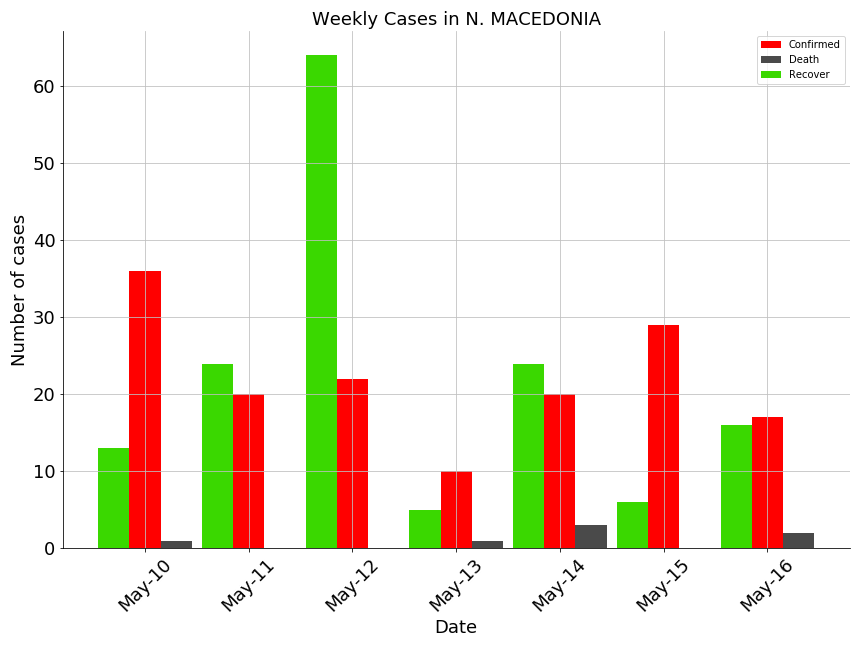 Weekly Cases in N. MACEDONIA
Confirmed
Death
Recover
Number of cases
60
50
40
30
20
10
0
May-10
May-11
May-12
May-13
May-14
May-15
May-16
Date